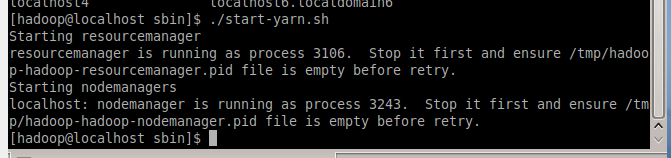 localhost4          localhost6.localdomain6
[hadoop@localhost sbin]$ ./start-yarn.sh
Starting resourcemanager
resourcemanager is running as process 3106.  Stop it first and ensure /tmp/hadoo
p-hadoop-resourcemanager.pid file is empty before retry.
Starting nodemanagers
localhost: nodemanager is running as process 3243.  Stop it first and ensure /tm
p/hadoop-hadoop-nodemanager.pid file is empty before retry.
[hadoop@localhost sbin]$